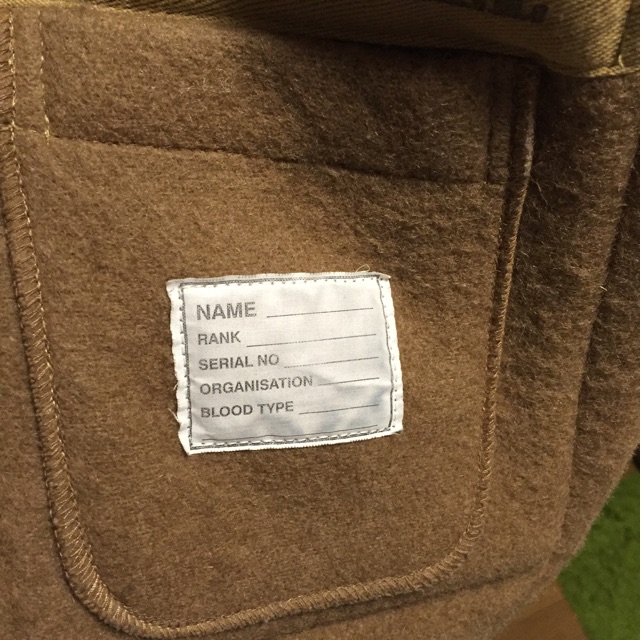 NAME
RANK
SERIAL NO
ORGANISATION
BLOOD TYPE